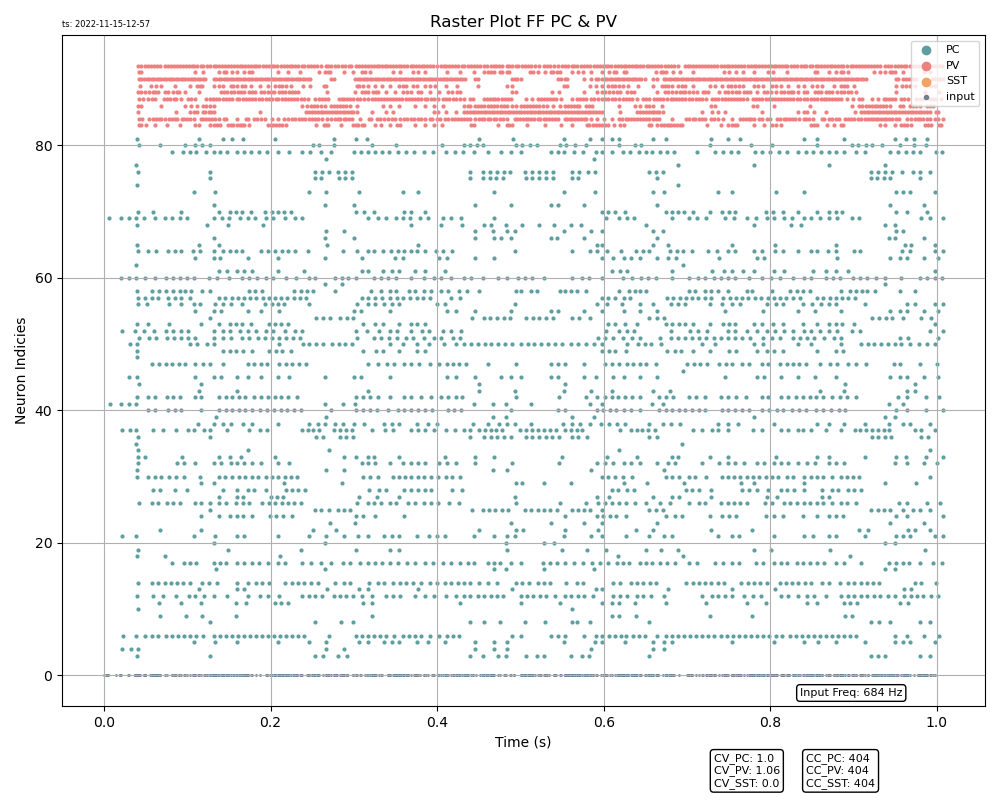 ts: 2022-11-15-12-57
Raster Plot FF PC & PV
PC
PV
SST
input
Neuron Indicies
80
60
40
20
0
0.0 0.2 0.4 0.6 0.8 1.0
Time (s)
Input Freq: 684 Hz
CV_PC: 1.0
CV_PV: 1.06
CV_SST: 0.0
CC_PC: 404
CC_PV: 404
CC_SST: 404